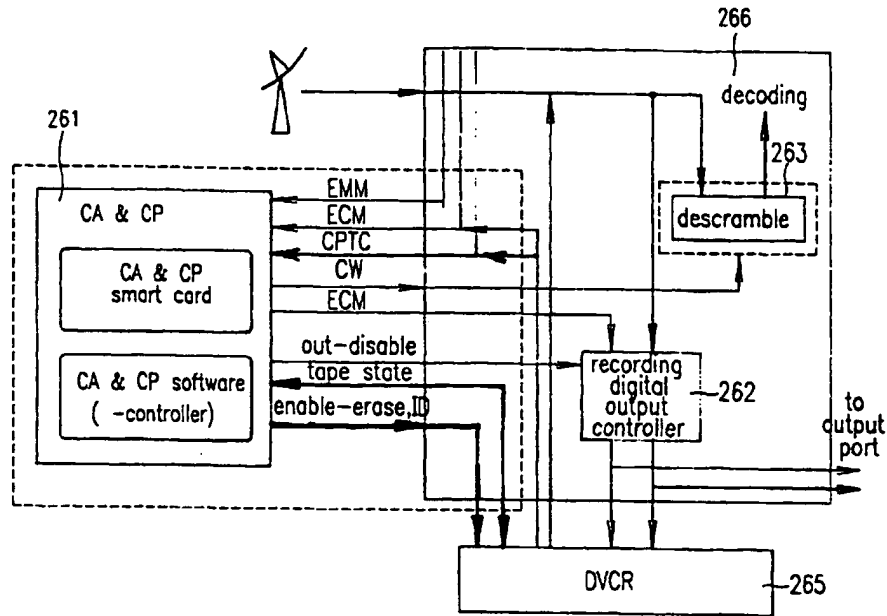 266
decoding
261
263
EMM
CA & CP
ECM
descramble
CPTC
CA & CP
smart card
CW
ECM
out-disable
CA & CP software
( -controller)
tape state
recording
digital
output
controller
262
enable-erase,ID
to
output
port
DVCR
265